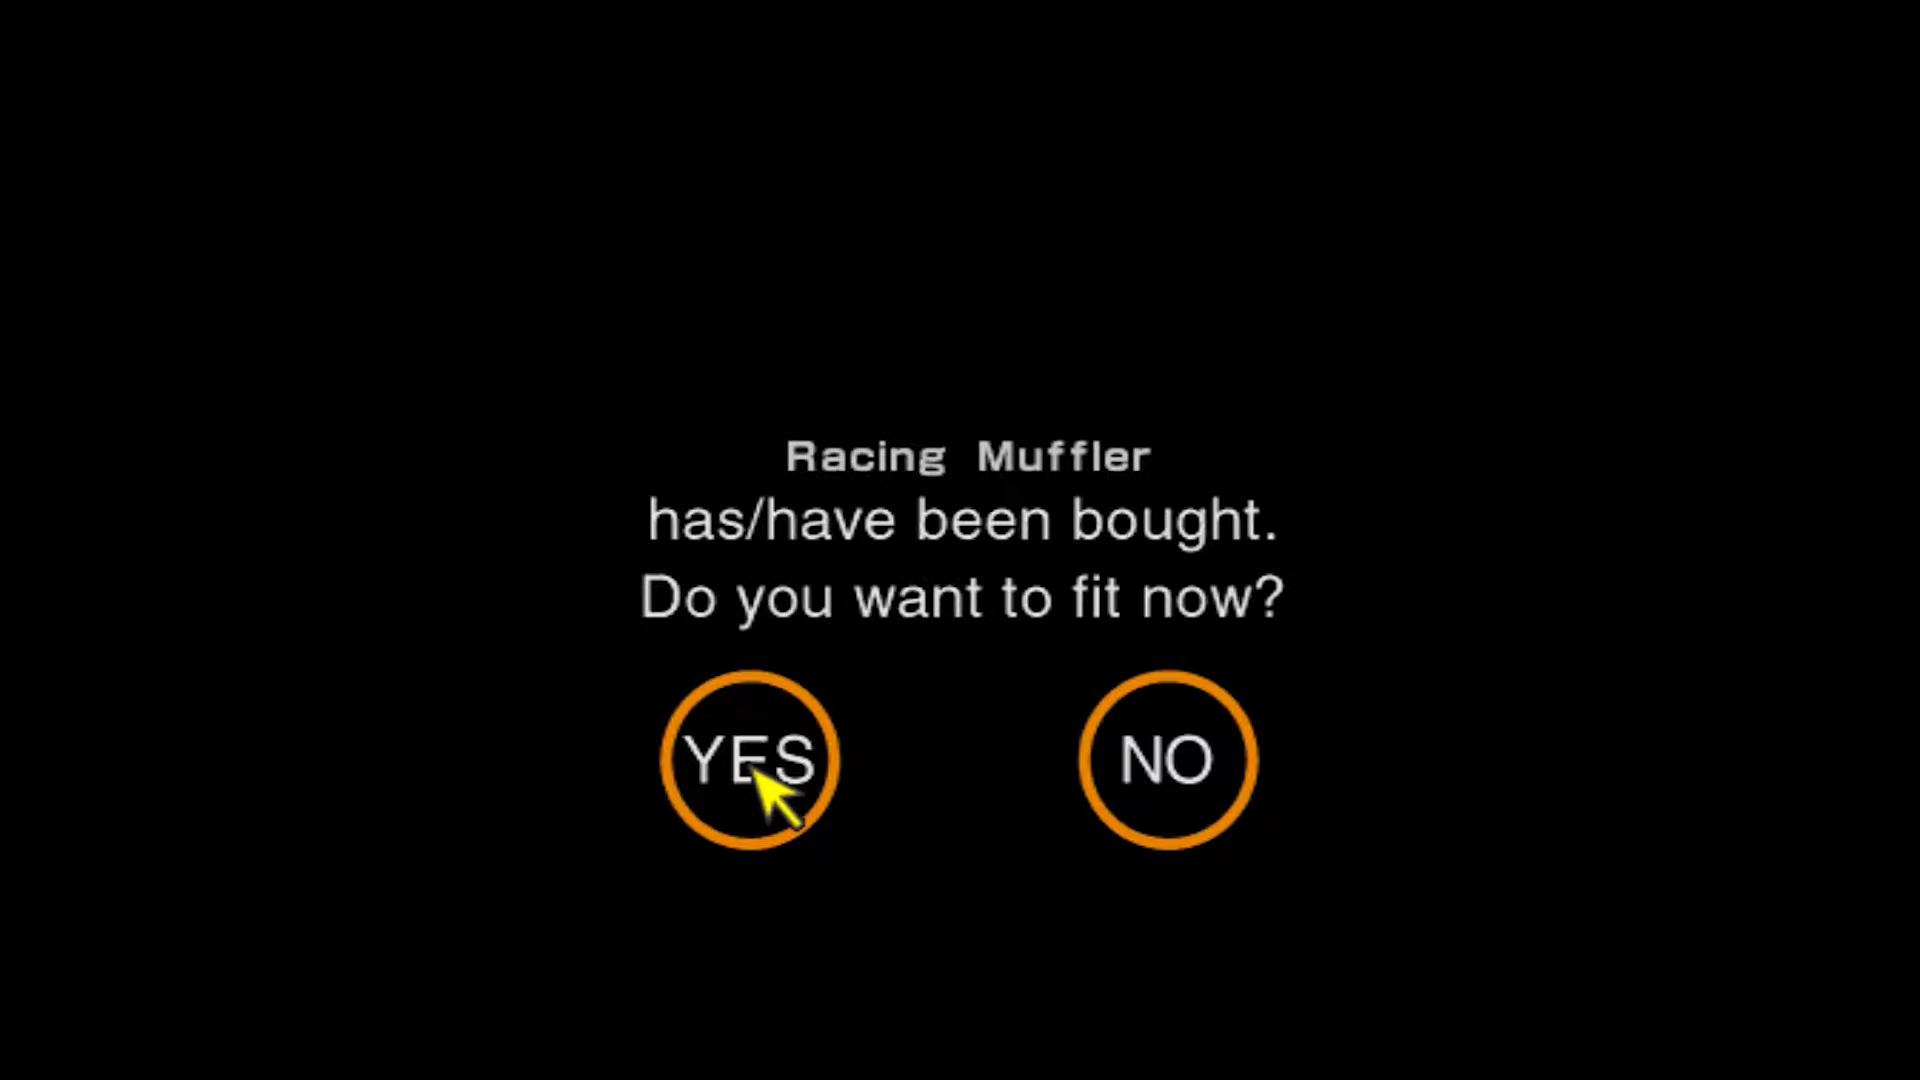 Racing Muffler
has/have been bought.
Do you want to fit now?
YES NO